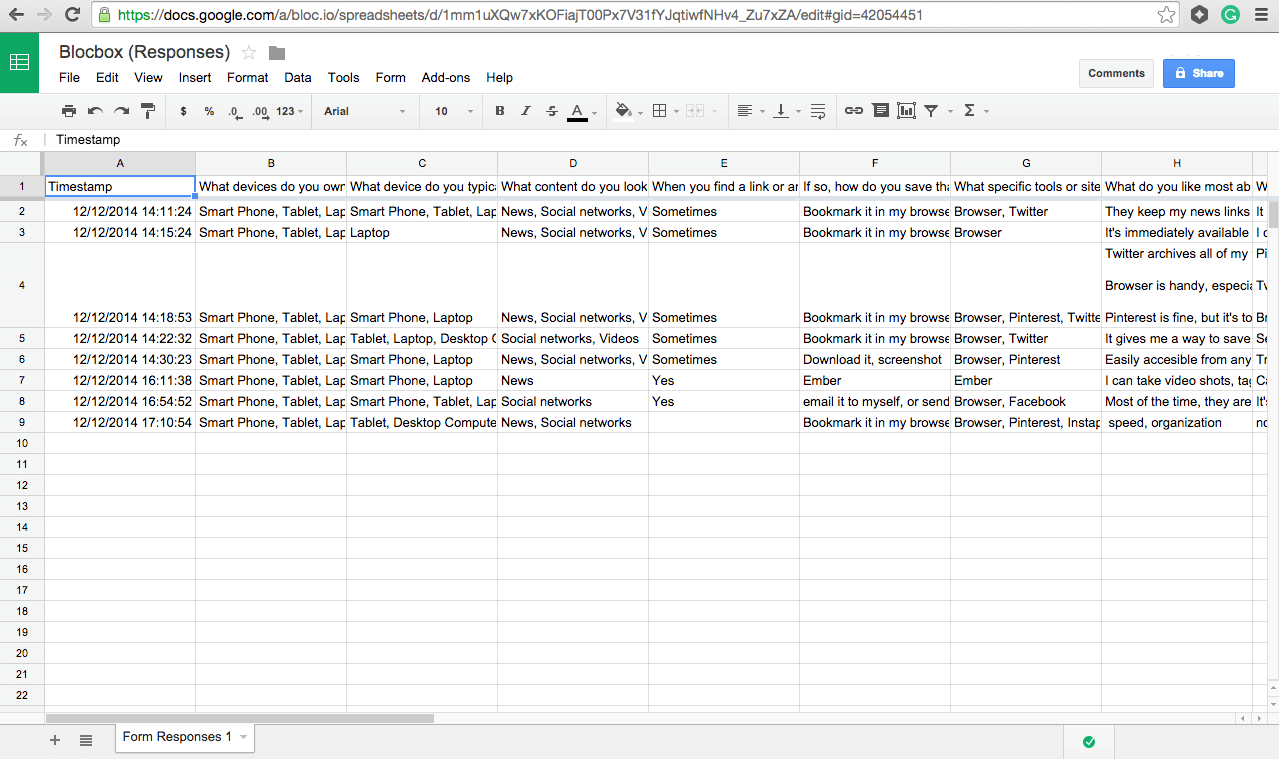 https://docs.google.com/a/bloc.io/spreadsheets/d/1mm1uXQw7xKOFiajT00Px7V31fYJqtiwfNHv4_Zu7xZA/edit#gid=42054451
Blocbox (Responses)
File Edit View Insert Format Data Tools Form Add-ons Help
Comments Share
$ % .0 .00 123 Arial 10 B I S A Σ
fx Timestamp
A B C D E F G H
1 Timestamp What devices do you own What device do you typica What content do you look When you find a link or ar If so, how do you save tha What specific tools or site What do you like most ab W
2 12/12/2014 14:11:24 Smart Phone, Tablet, Lap Smart Phone, Tablet, Lap News, Social networks, V Sometimes Bookmark it in my browse Browser, Twitter They keep my news links It
3 12/12/2014 14:15:24 Smart Phone, Tablet, Lap Laptop News, Social networks, V Sometimes Bookmark it in my browse Browser It's immediately available I c
Twitter archives all of my Pi
4 Browser is handy, especia Tv
12/12/2014 14:18:53 Smart Phone, Tablet, Lap Smart Phone, Laptop News, Social networks, V Sometimes Bookmark it in my browse Browser, Pinterest, Twitte Pinterest is fine, but it's to Br
5 12/12/2014 14:22:32 Smart Phone, Tablet, Lap Tablet, Laptop, Desktop C Social networks, Videos Sometimes Bookmark it in my browse Browser, Twitter It gives me a way to save Se
6 12/12/2014 14:30:23 Smart Phone, Tablet, Lap Smart Phone, Laptop News, Social networks, V Sometimes Download it, screenshot Browser, Pinterest Easily accesible from any Tr
7 12/12/2014 16:11:38 Smart Phone, Tablet, Lap Smart Phone, Laptop News Yes Ember Ember I can take video shots, tag Ca
8 12/12/2014 16:54:52 Smart Phone, Tablet, Lap Smart Phone, Tablet, Lap Social networks Yes email it to myself, or send Browser, Facebook Most of the time, they are It's
9 12/12/2014 17:10:54 Smart Phone, Tablet, Lap Tablet, Desktop Compute News, Social networks Bookmark it in my browse Browser, Pinterest, Instap speed, organization no
10
11
12
13
14
15
16
17
18
19
20
21
22
+ Form Responses 1